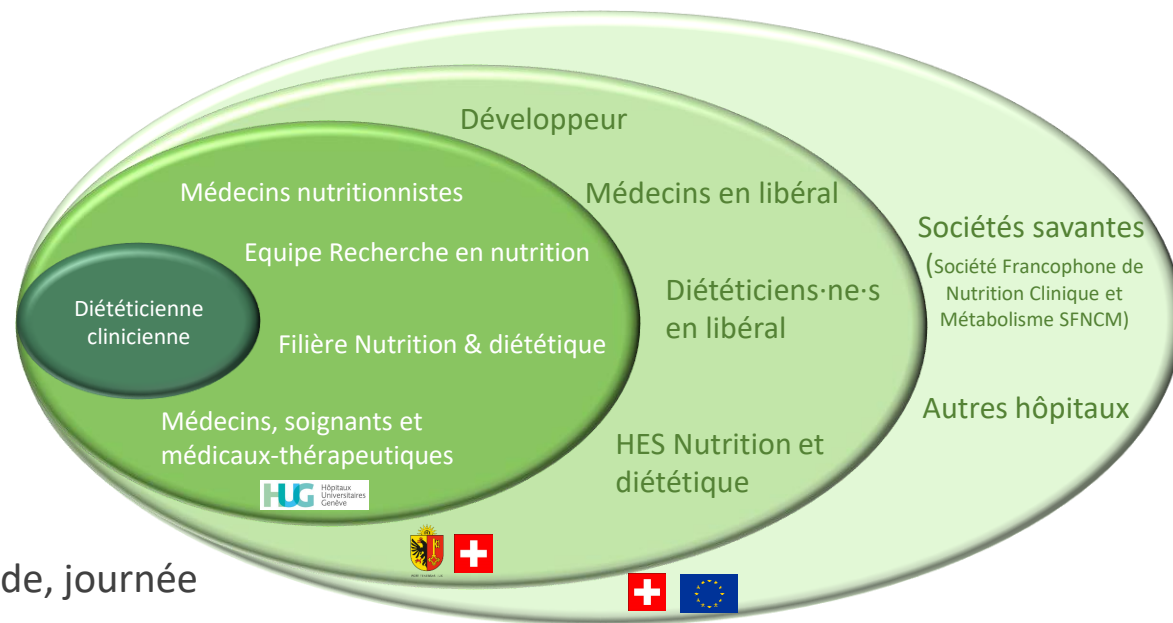 Développeur
Médecins nutritionnistes
Médecins en libéral
Equipe Recherche en nutrition
Sociétés savantes
(Société Francophone de
Nutrition Clinique et
Métabolisme SFNCM)
Diététicienne
clinicienne
Diététiciens·ne·s
en libéral
Filière Nutrition & diététique
Autres hôpitaux
Médecins, soignants et
médicaux-thérapeutiques
HES Nutrition et
diététique
HUG Hôpitaux
Universitaires
Genève
de, journée